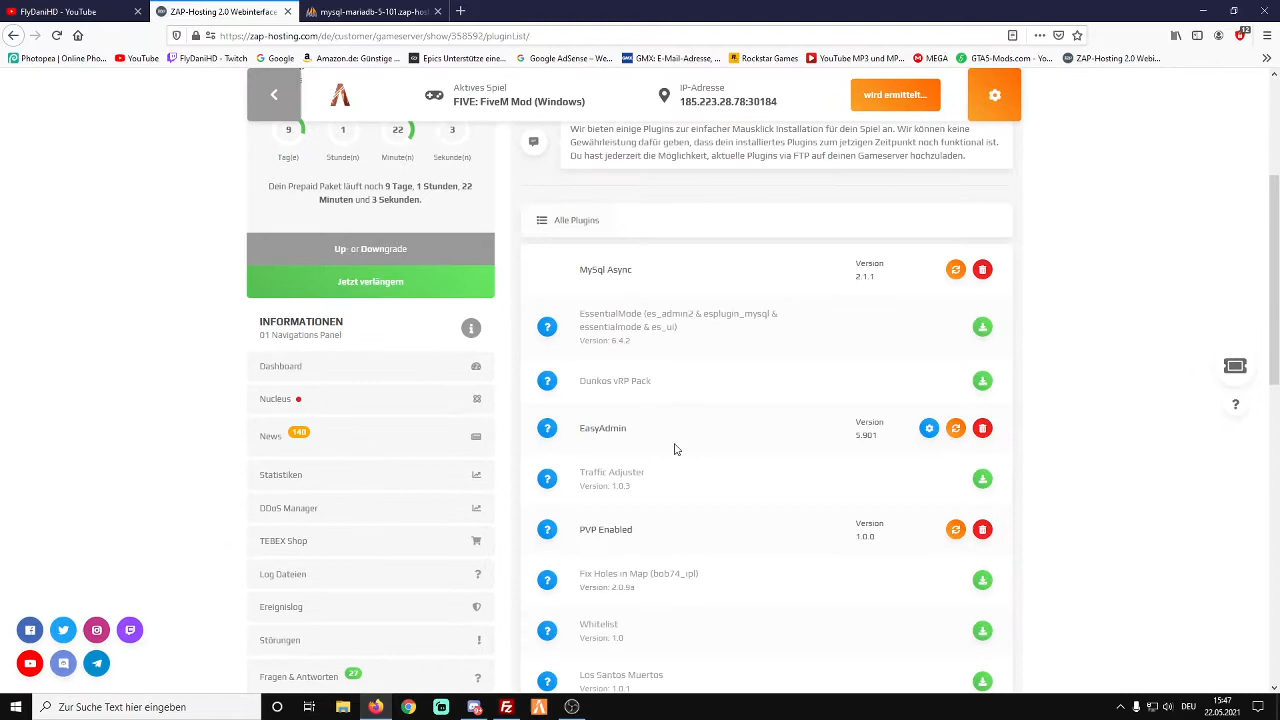 FlyDaniHD - YouTube
ZAP-Hosting 2.0 Webinterface
mysql-mariadb-5-101.zap-host
https://zap-hosting.com/de/customer/gameserver/show/358592/pluginList/
12
Photopea | Online Pho...
YouTube
FlyDaniHD - Twitch
Amazon.de: Günstige ...
Epics Unterstütze eine...
Google AdSense – We...
GMX: E-Mail-Adresse, ...
Rockstar Games
YouTube MP3 und MP...
MEGA
GTA5-Mods.com - Yo...
ZAP-Hosting 2.0 Webi...
Aktives Spiel
FIVE: FiveM Mod (Windows)
IP-Adresse
185.223.28.78:30184
wird ermittelt...
9
1
22
3
Tag(e)
Stunde(n)
Minute(n)
Sekunde(n)
Dein Prepaid Paket läuft noch 9 Tage, 1 Stunden, 22
Minuten und 3 Sekunden.
Up- or Downgrade
Jetzt verlängern
INFORMATIONEN
01 Navigations Panel
Dashboard
Nucleus
News 140
Statistiken
DDoS Manager
TEBEX Shop
Log Dateien
Ereignislog
Störungen
Fragen & Antworten 27
Wir bieten einige Plugins zur einfacher Mausklick Installation für dein Spiel an. Wir können keine
Gewährleistung dafür geben, dass dein installiertes Plugins zum jetzigen Zeitpunkt noch funktional ist.
Du hast jederzeit die Möglichkeit, aktuelle Plugins via FTP auf deinen Gameserver hochzuladen.
Alle Plugins
MySql Async
Version
2.1.1
EssentialMode (es_admin2 & esplugin_mysql &
essentialmode & es_ui)
Version: 6.4.2
Dunkos vRP Pack
EasyAdmin
Version
5.901
Traffic Adjuster
Version: 1.0.3
PVP Enabled
Version
1.0.0
Fix Holes in Map (bob74_ipl)
Version: 2.0.9a
Whitelist
Version: 1.0
Los Santos Muertos
Version: 1.0.1
Zur Suche Text hier eingeben
DEU
15:47
22.05.2021